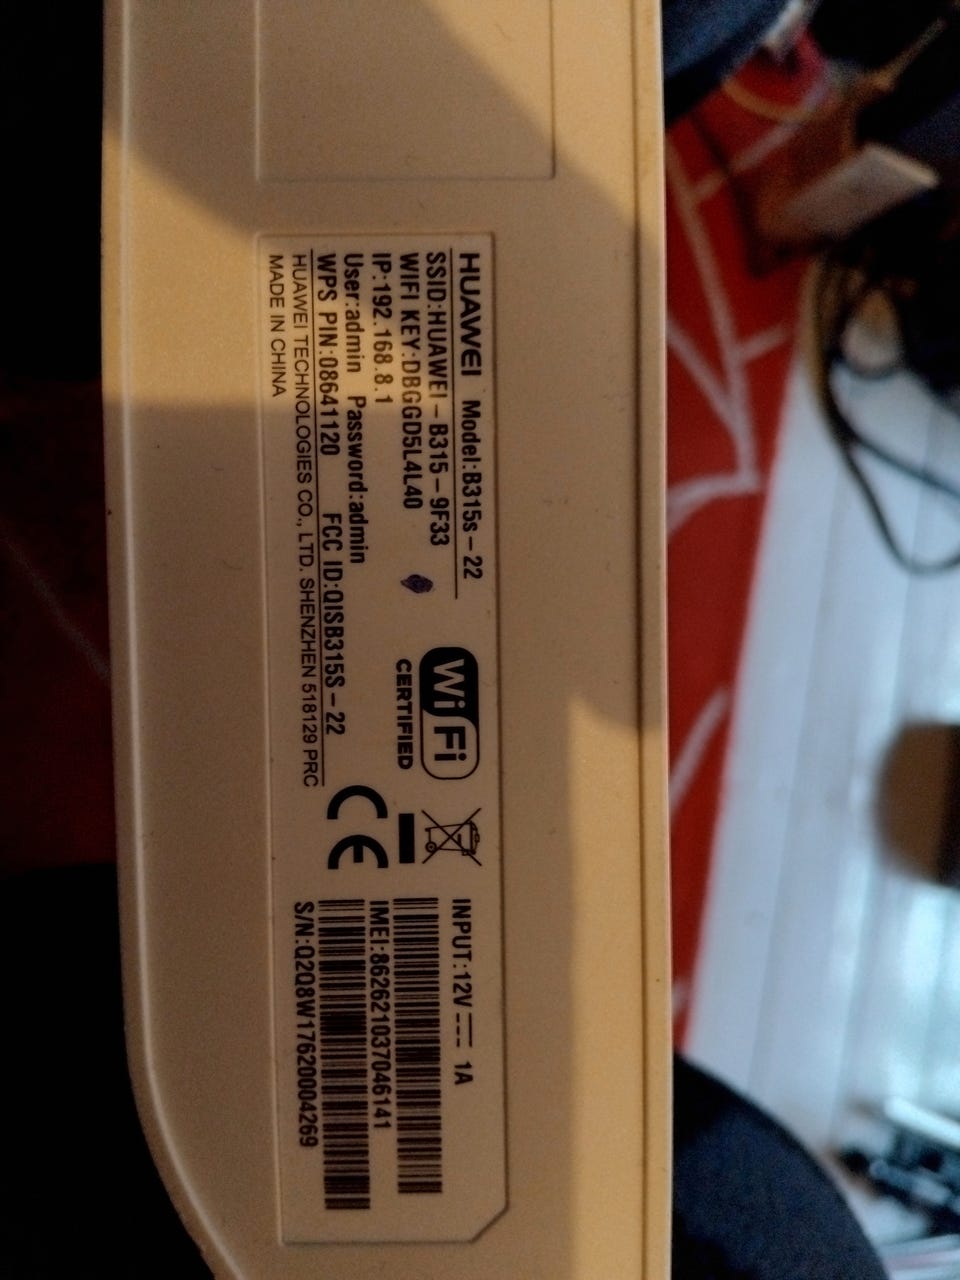 HUAWEI Model:B315s-22
SSID:HUAWEI-B315-9F33
WIFI KEY:DBGGD5L4L40
IP:192.168.8.1
User:admin Password:admin
WPS PIN:08641120 FCC ID:QISB315S-22
HUAWEI TECHNOLOGIES CO., LTD. SHENZHEN 518129 PRC
MADE IN CHINA
Wi Fi
CERTIFIED
CE
INPUT:12V 1A
IMEI:862621037046141
S/N:Q2Q8W17620004269